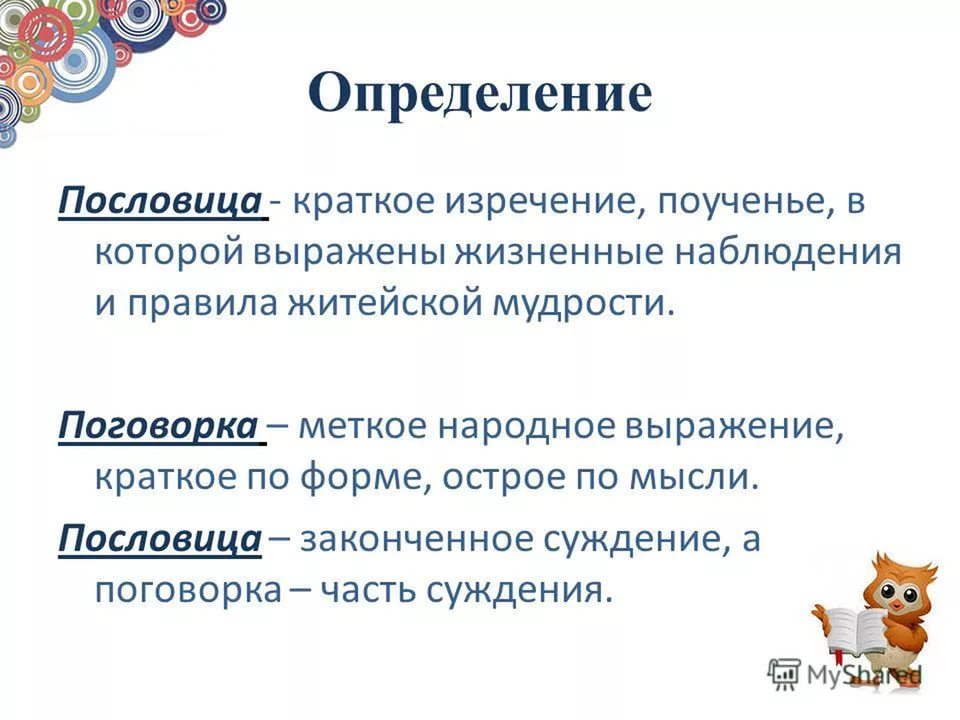 Определение
Пословица - краткое изречение, поученье, в
которой выражены жизненные наблюдения
и правила житейской мудрости.
Поговорка – меткое народное выражение,
краткое по форме, острое по мысли.
Пословица – законченное суждение, а
поговорка – часть суждения.
MyShared